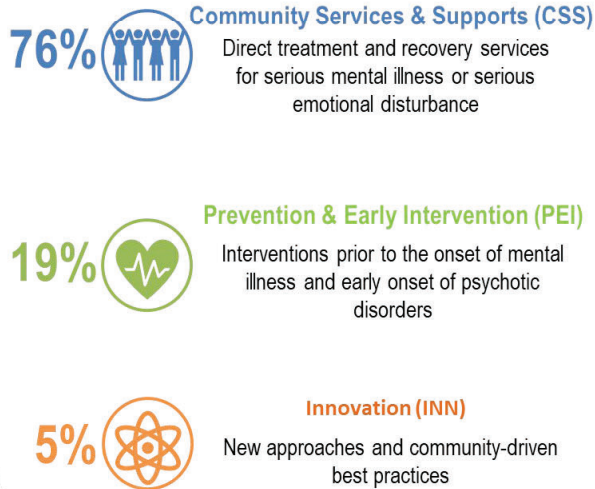 76%
Community Services & Supports (CSS)
Direct treatment and recovery services
for serious mental illness or serious
emotional disturbance
19%
Prevention & Early Intervention (PEI)
Interventions prior to the onset of mental
illness and early onset of psychotic
disorders
5%
Innovation (INN)
New approaches and community-driven
best practices